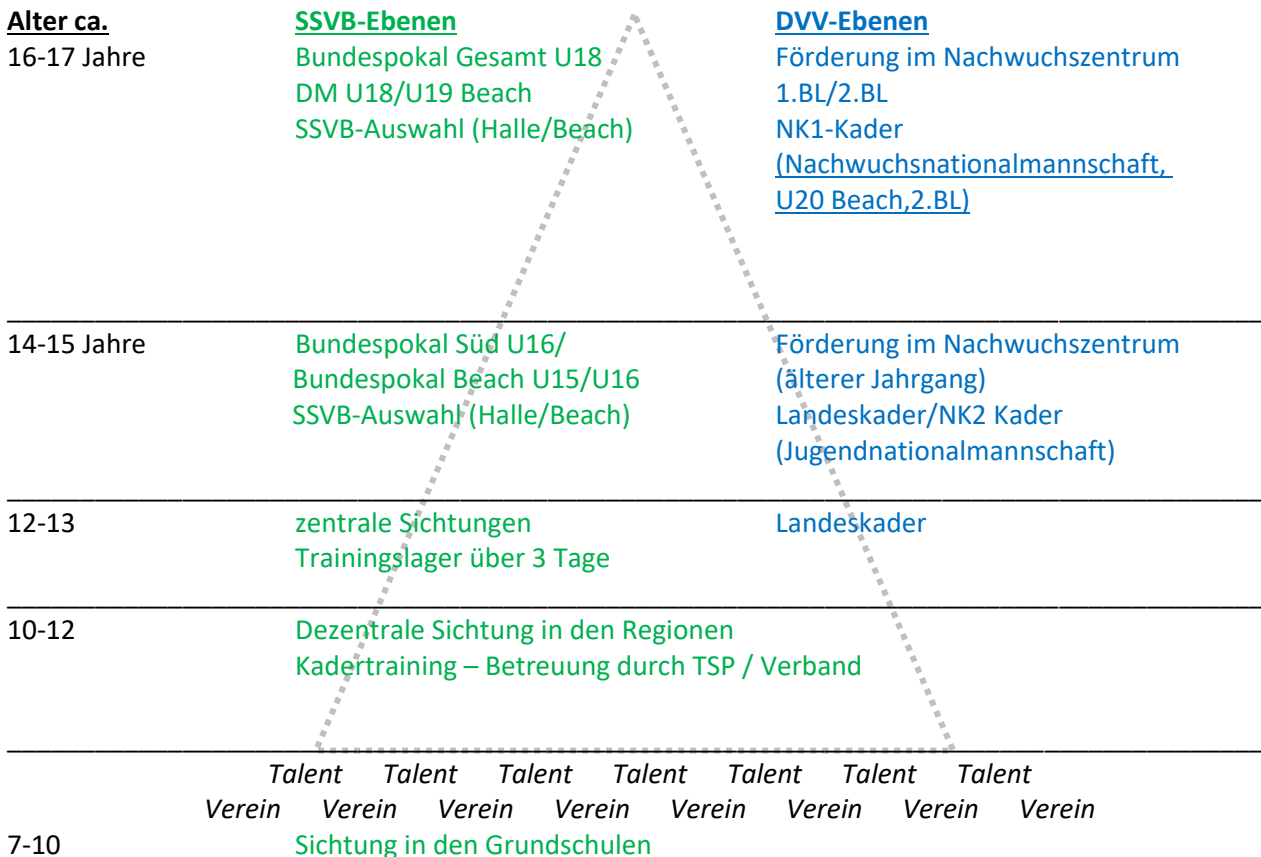 Alter ca. SSVB-Ebenen DVV-Ebenen
16-17 Jahre Bundespokal Gesamt U18 Förderung im Nachwuchszentrum
DM U18/U19 Beach 1.BL/2.BL
SSVB-Auswahl (Halle/Beach) NK1-Kader
(Nachwuchsnationalmannschaft,
U20 Beach,2.BL)
14-15 Jahre Bundespokal Süd U16/ Förderung im Nachwuchszentrum
Bundespokal Beach U15/U16 (älterer Jahrgang)
SSVB-Auswahl (Halle/Beach) Landeskader/NK2 Kader
(Jugendnationalmannschaft)
12-13 zentrale Sichtungen Landeskader
Trainingslager über 3 Tage
10-12 Dezentrale Sichtung in den Regionen
Kadertraining – Betreuung durch TSP / Verband
Talent Talent Talent Talent Talent Talent Talent
Verein Verein Verein Verein Verein Verein Verein Verein
7-10 Sichtung in den Grundschulen